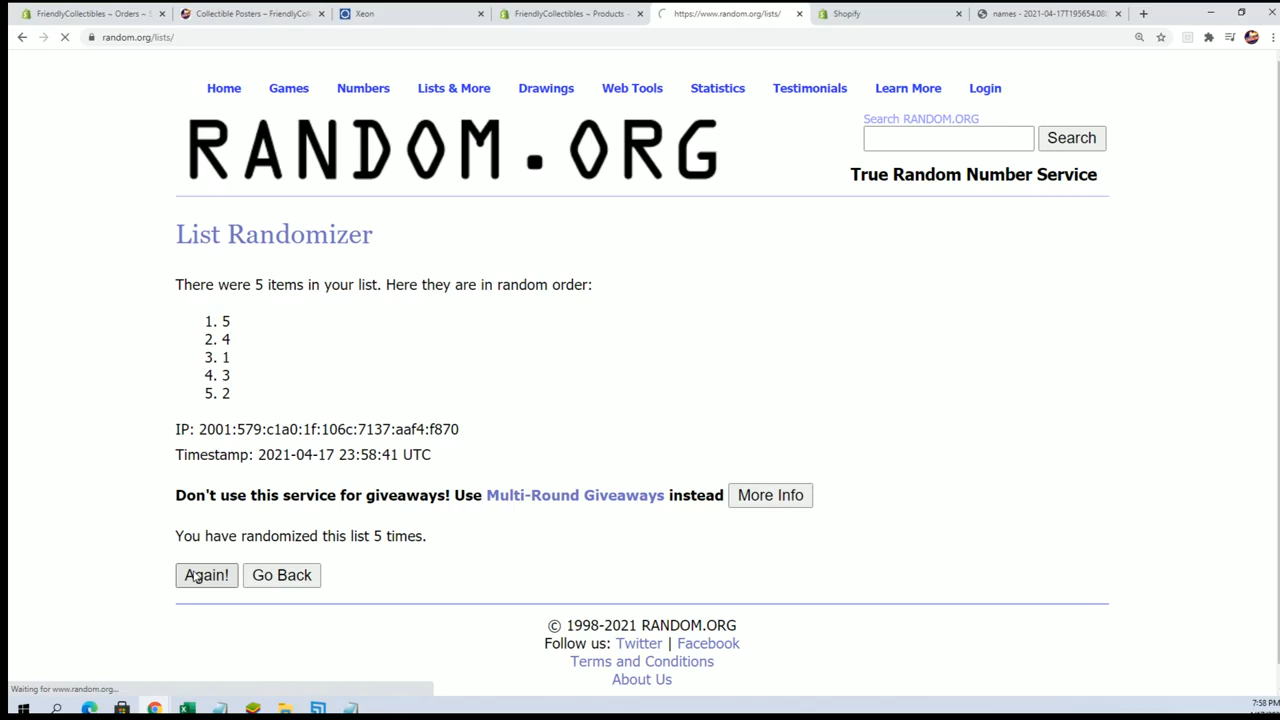 FriendlyCollectibles ~ Orders ~ S
Collectible Posters – FriendlyColl
Xeon
FriendlyCollectibles ~ Products ~
https://www.random.org/lists/
Shopify
names - 2021-04-17T195654.08
random.org/lists/
Home Games Numbers Lists & More Drawings Web Tools Statistics Testimonials Learn More Login
RANDOM.ORG
Search RANDOM.ORG
Search
True Random Number Service
List Randomizer
There were 5 items in your list. Here they are in random order:
1. 5
2. 4
3. 1
4. 3
5. 2
IP: 2001:579:c1a0:1f:106c:7137:aaf4:f870
Timestamp: 2021-04-17 23:58:41 UTC
Don't use this service for giveaways! Use Multi-Round Giveaways instead More Info
You have randomized this list 5 times.
Again! Go Back
© 1998-2021 RANDOM.ORG
Follow us: Twitter | Facebook
Terms and Conditions
About Us
Waiting for www.random.org...
7:58 PM